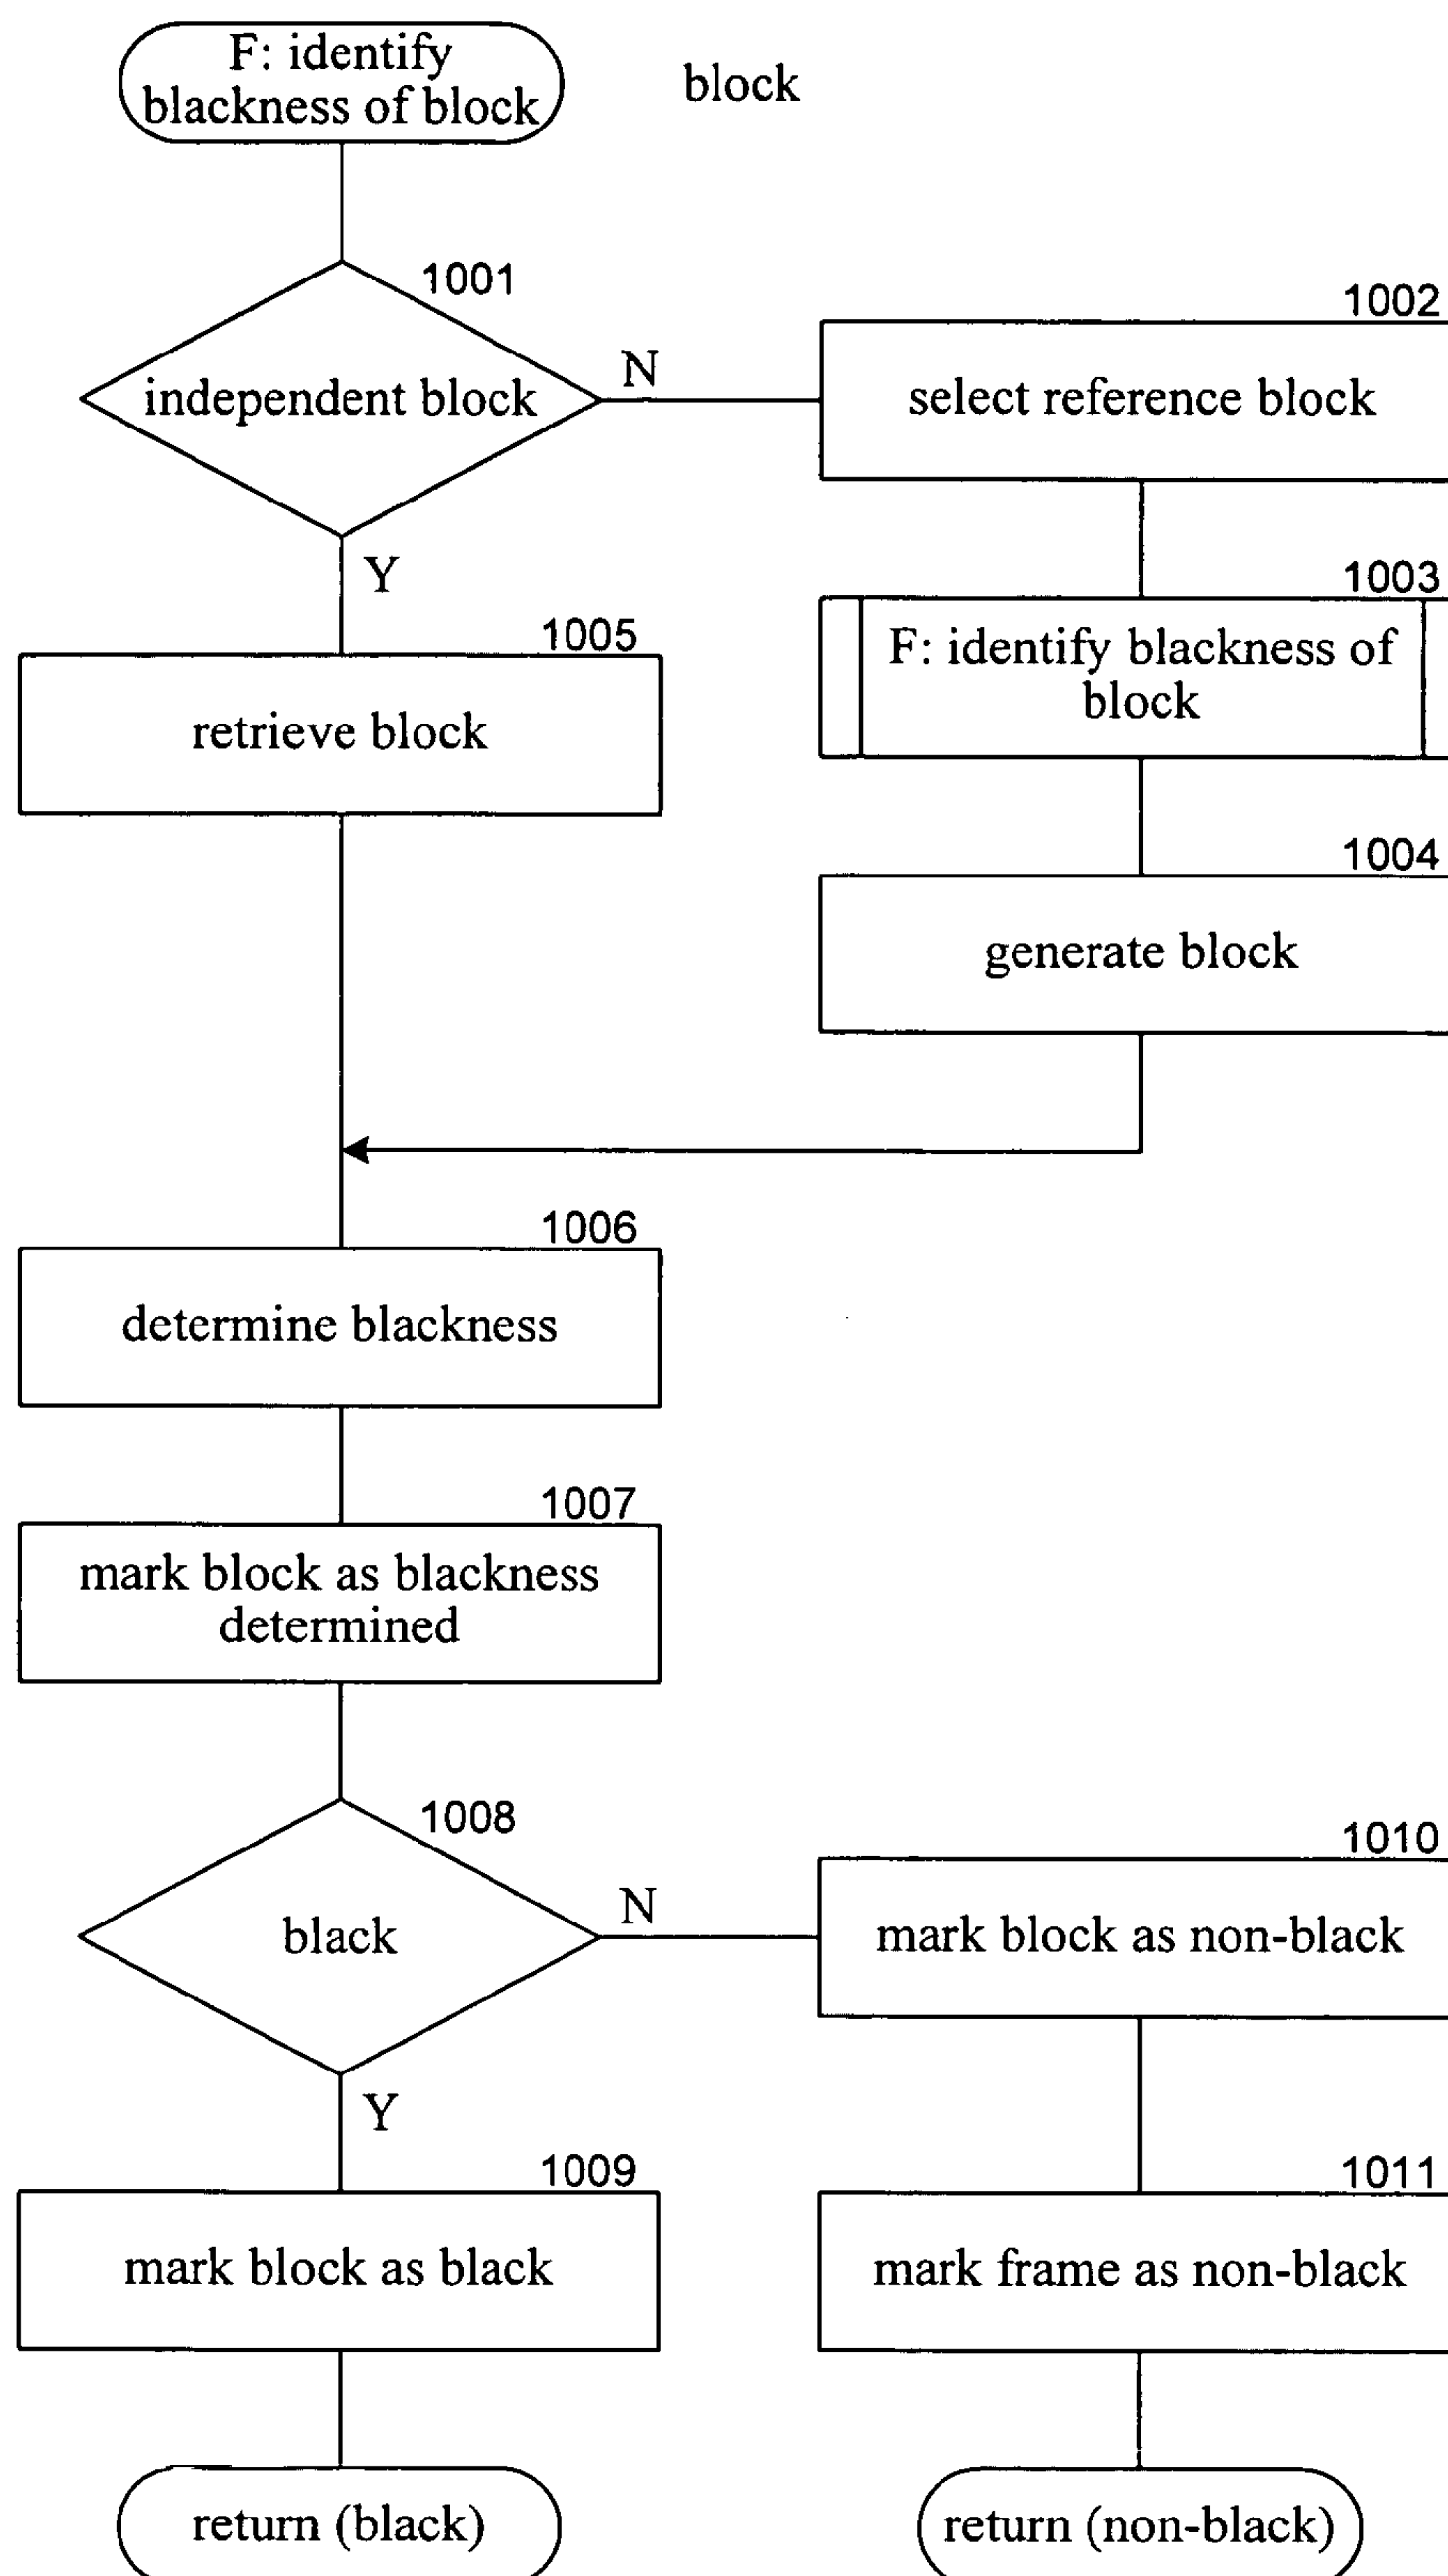 F: identify
blackness of block
block
1001
independent block
N
Y
1002
select reference block
1003
F: identify blackness of
block
1004
generate block
1005
retrieve block
1006
determine blackness
1007
mark block as blackness
determined
1008
black
N
Y
1010
mark block as non-black
1009
mark block as black
1011
mark frame as non-black
return (black)
return (non-black)